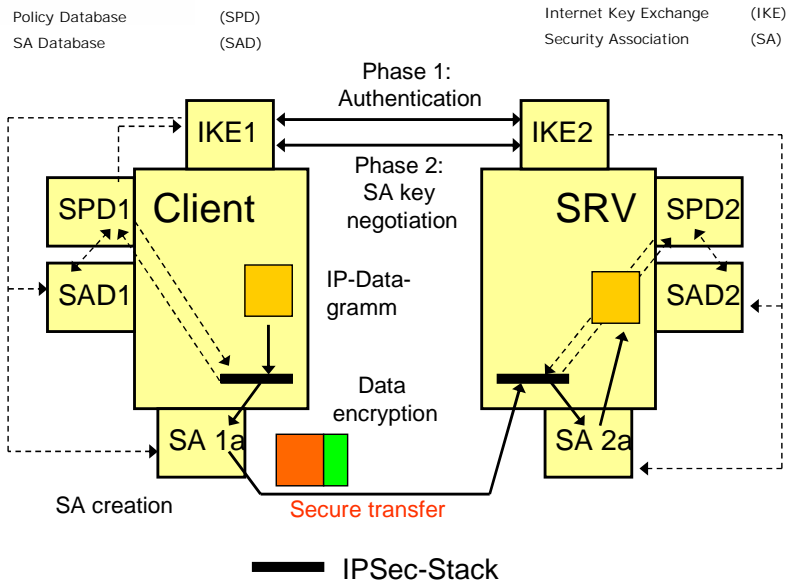 Policy Database (SPD)
SA Database (SAD)
Internet Key Exchange (IKE)
Security Association (SA)
Phase 1:
Authentication
IKE1
IKE2
Phase 2:
SA key
negotiation
SPD1
Client
SRV
SPD2
SAD1
IP-Data-
gramm
SAD2
Data
encryption
SA 1a
SA 2a
SA creation
Secure transfer
IPSec-Stack